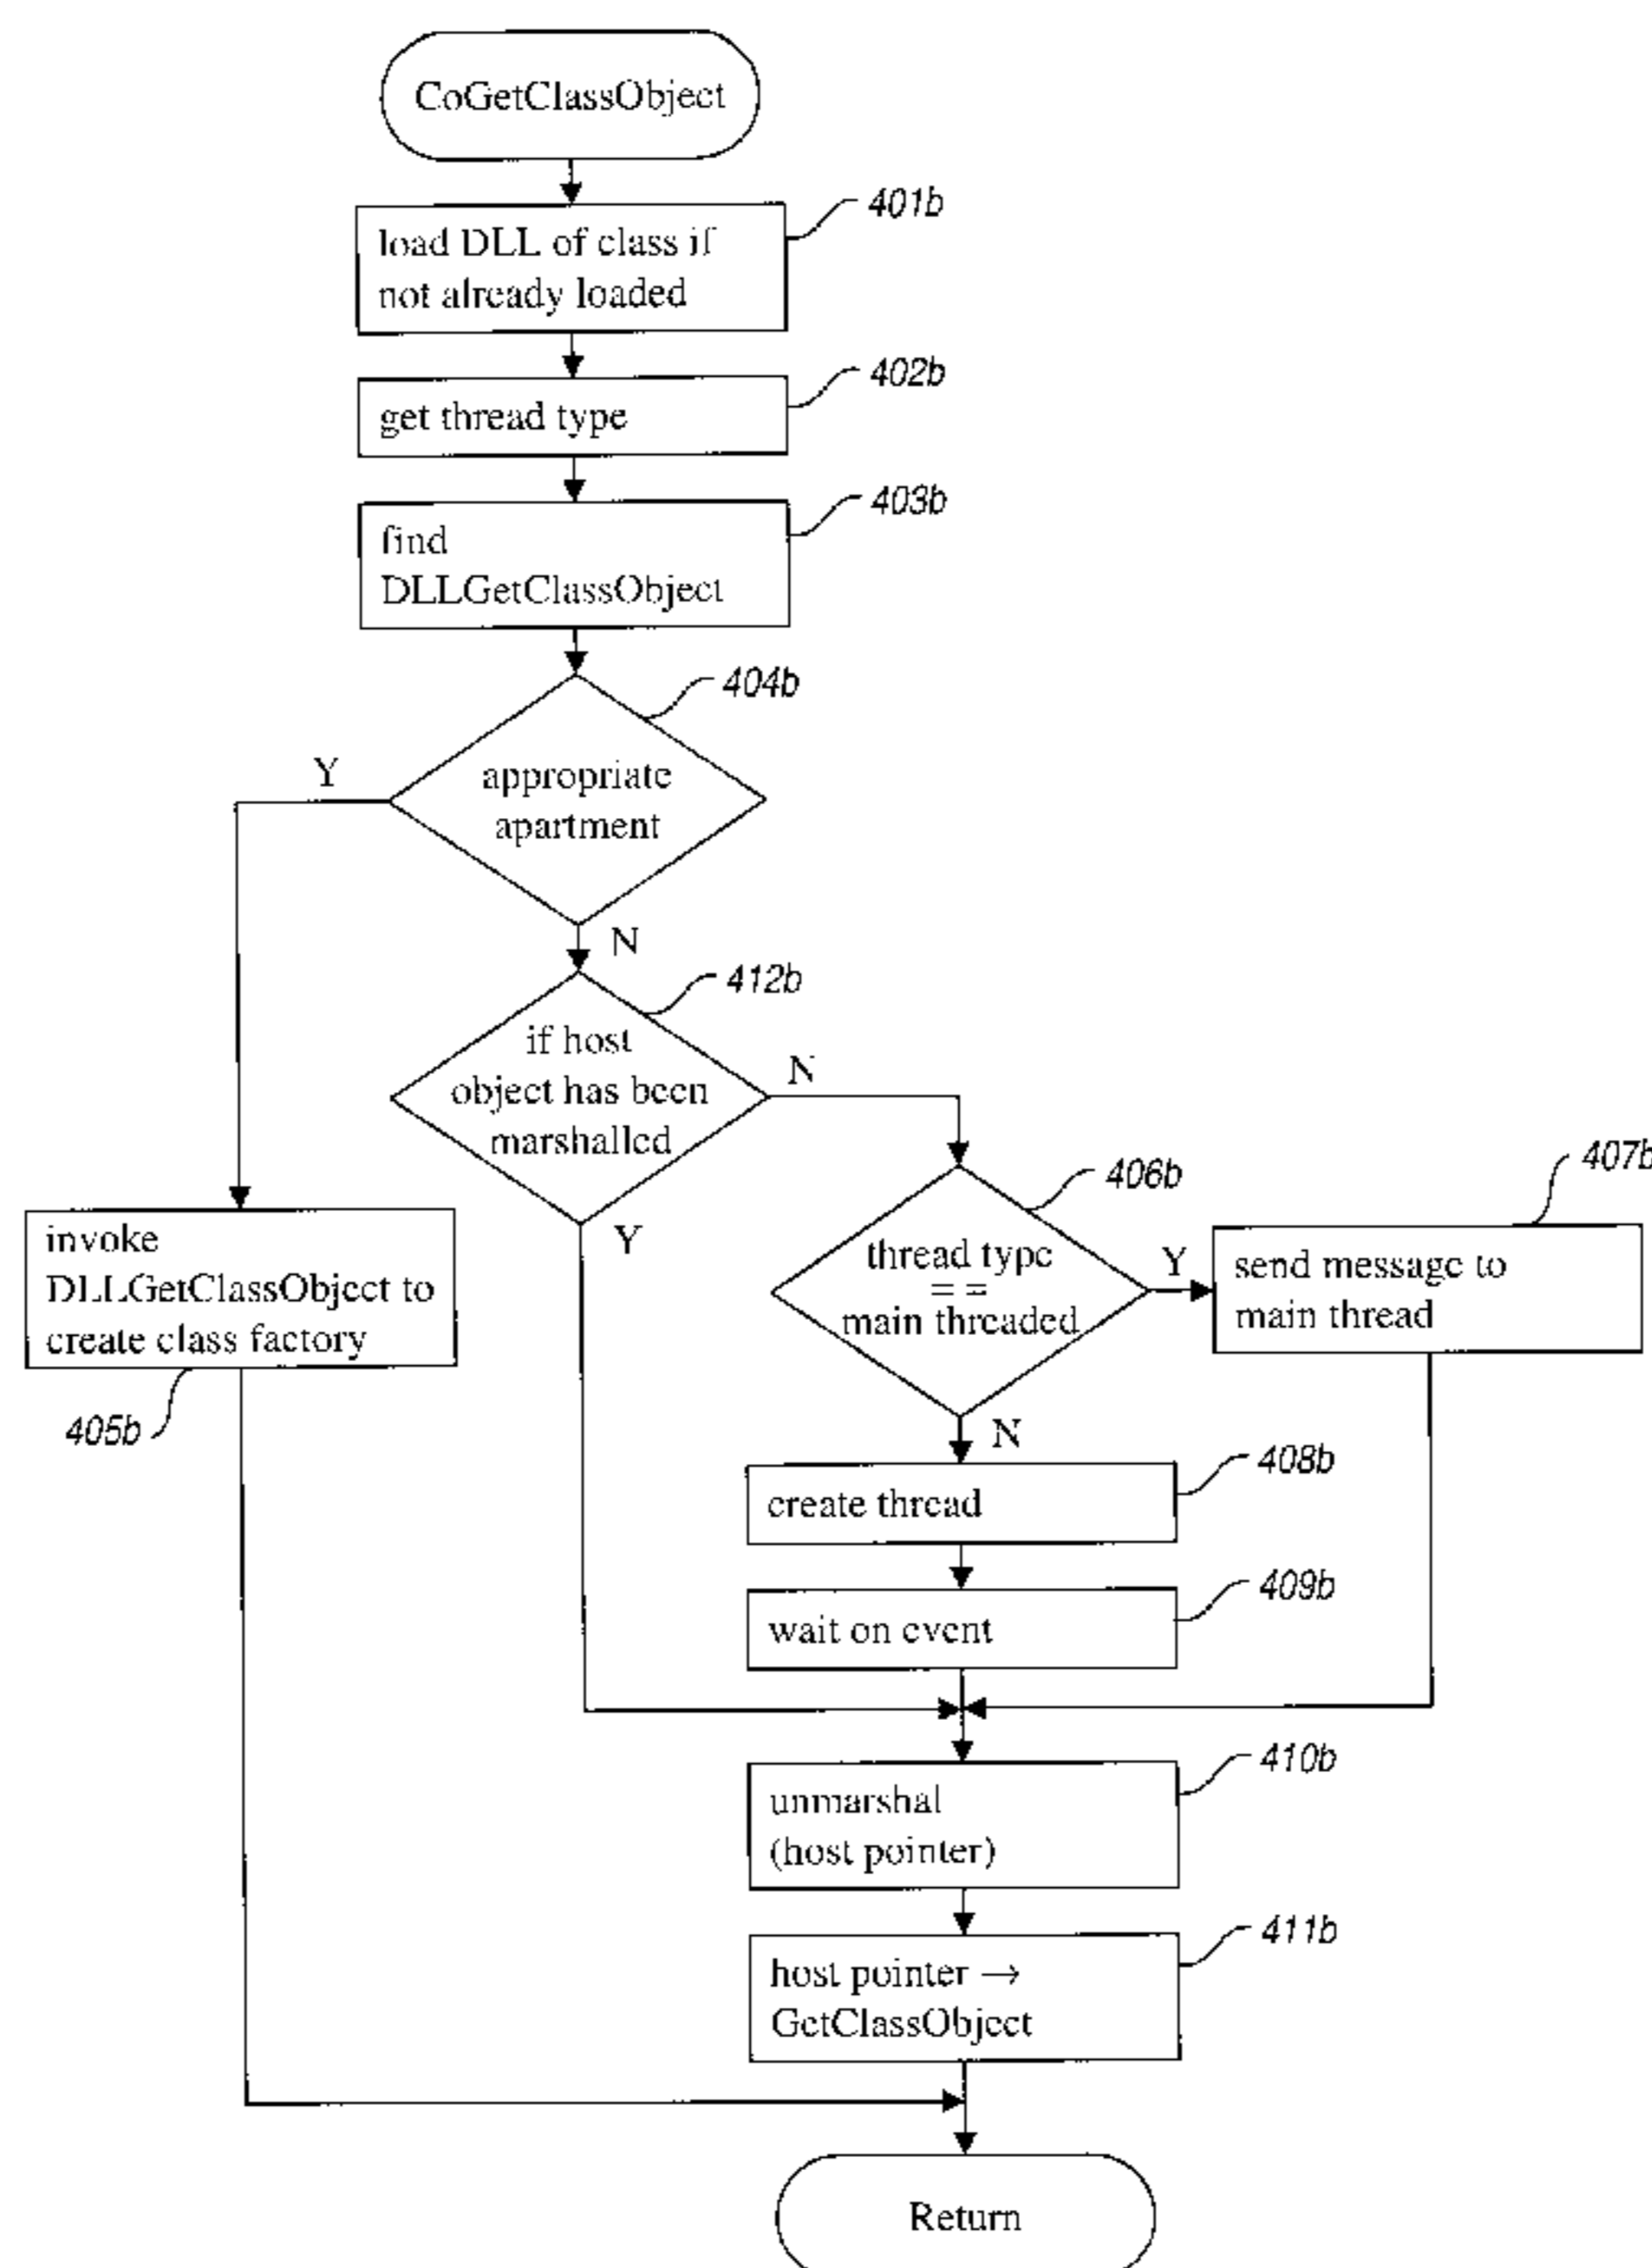 CoGetClassObject
401b
load DLL of class if
not already loaded
402b
get thread type
403b
find
DLLGetClassObject
404b
Y
appropriate
apartment
N
412b
if host
object has been
marshalled
N
Y
406b
407b
thread type
==
main threaded
Y
send message to
main thread
invoke
DLLGetClassObject to
create class factory
405b
N
408b
create thread
409b
wait on event
410b
unmarshal
(host pointer)
411b
host pointer →
GetClassObject
Return